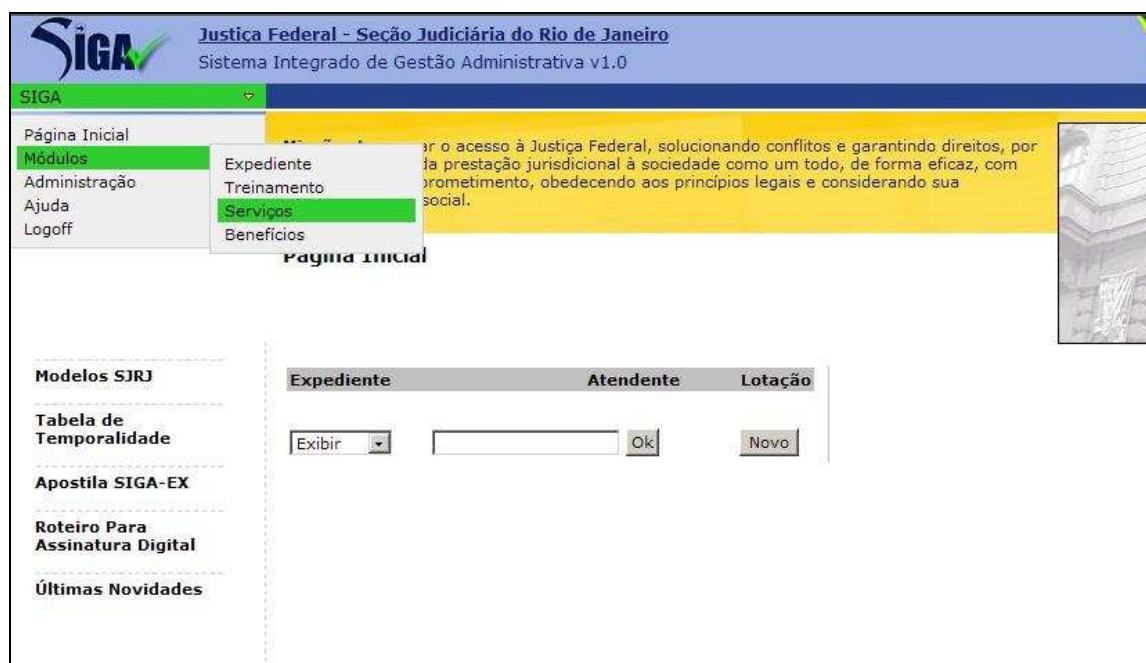 SIGA
Justiça Federal - Seção Judiciária do Rio de Janeiro
Sistema Integrado de Gestão Administrativa v1.0
SIGA
Página Inicial
Módulos
Administração
Ajuda
Logoff
Expediente
Treinamento
Serviços
Benefícios
ar o acesso à Justiça Federal, solucionando conflitos e garantindo direitos, por
da prestação jurisdicional à sociedade como um todo, de forma eficaz, com
prometimento, obedecendo aos princípios legais e considerando sua
social.
Página Inicial
Modelos SJRJ
Tabela de
Temporalidade
Apostila SIGA-EX
Roteiro Para
Assinatura Digital
Últimas Novidades
Expediente Atendente Lotação
Exibir Ok Novo